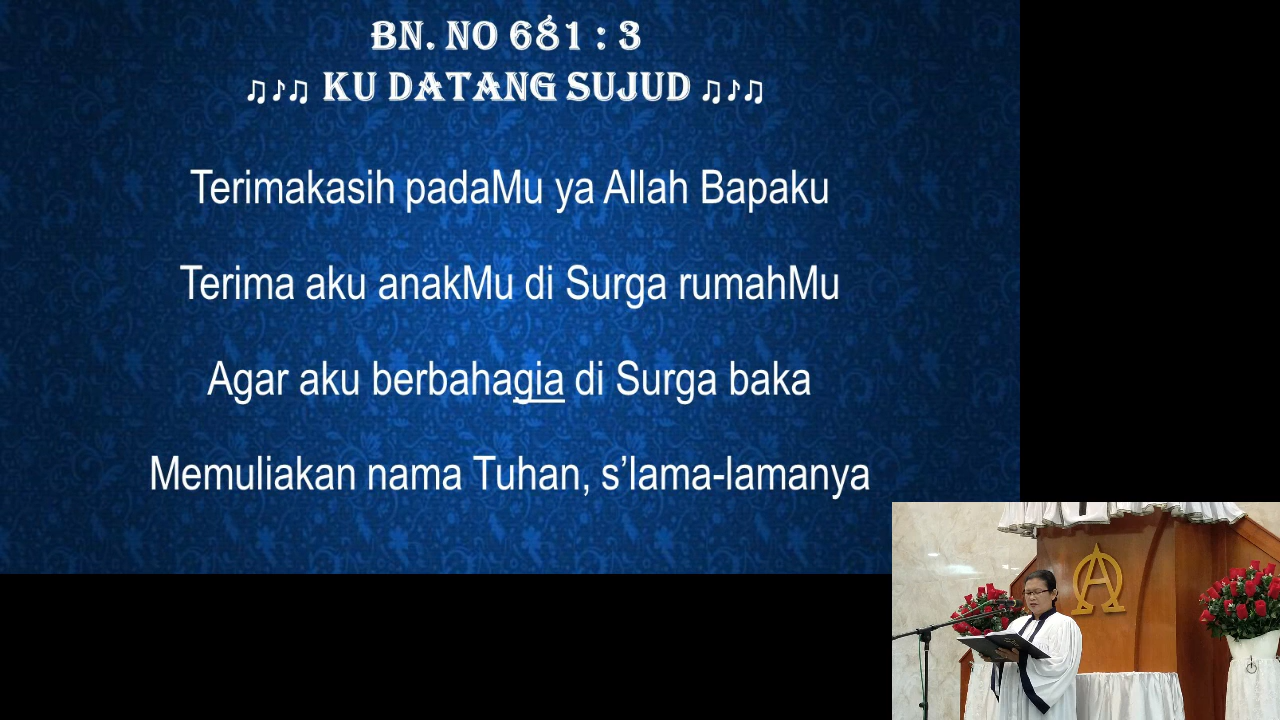 BN. NO 681 : 3
♫♪♫ KU DATANG SUJUD ♫♪♫
Terimakasih padaMu ya Allah Bapaku
Terima aku anakMu di Surga rumahMu
Agar aku berbahagia di Surga baka
Memuliakan nama Tuhan, s’lama-lamanya